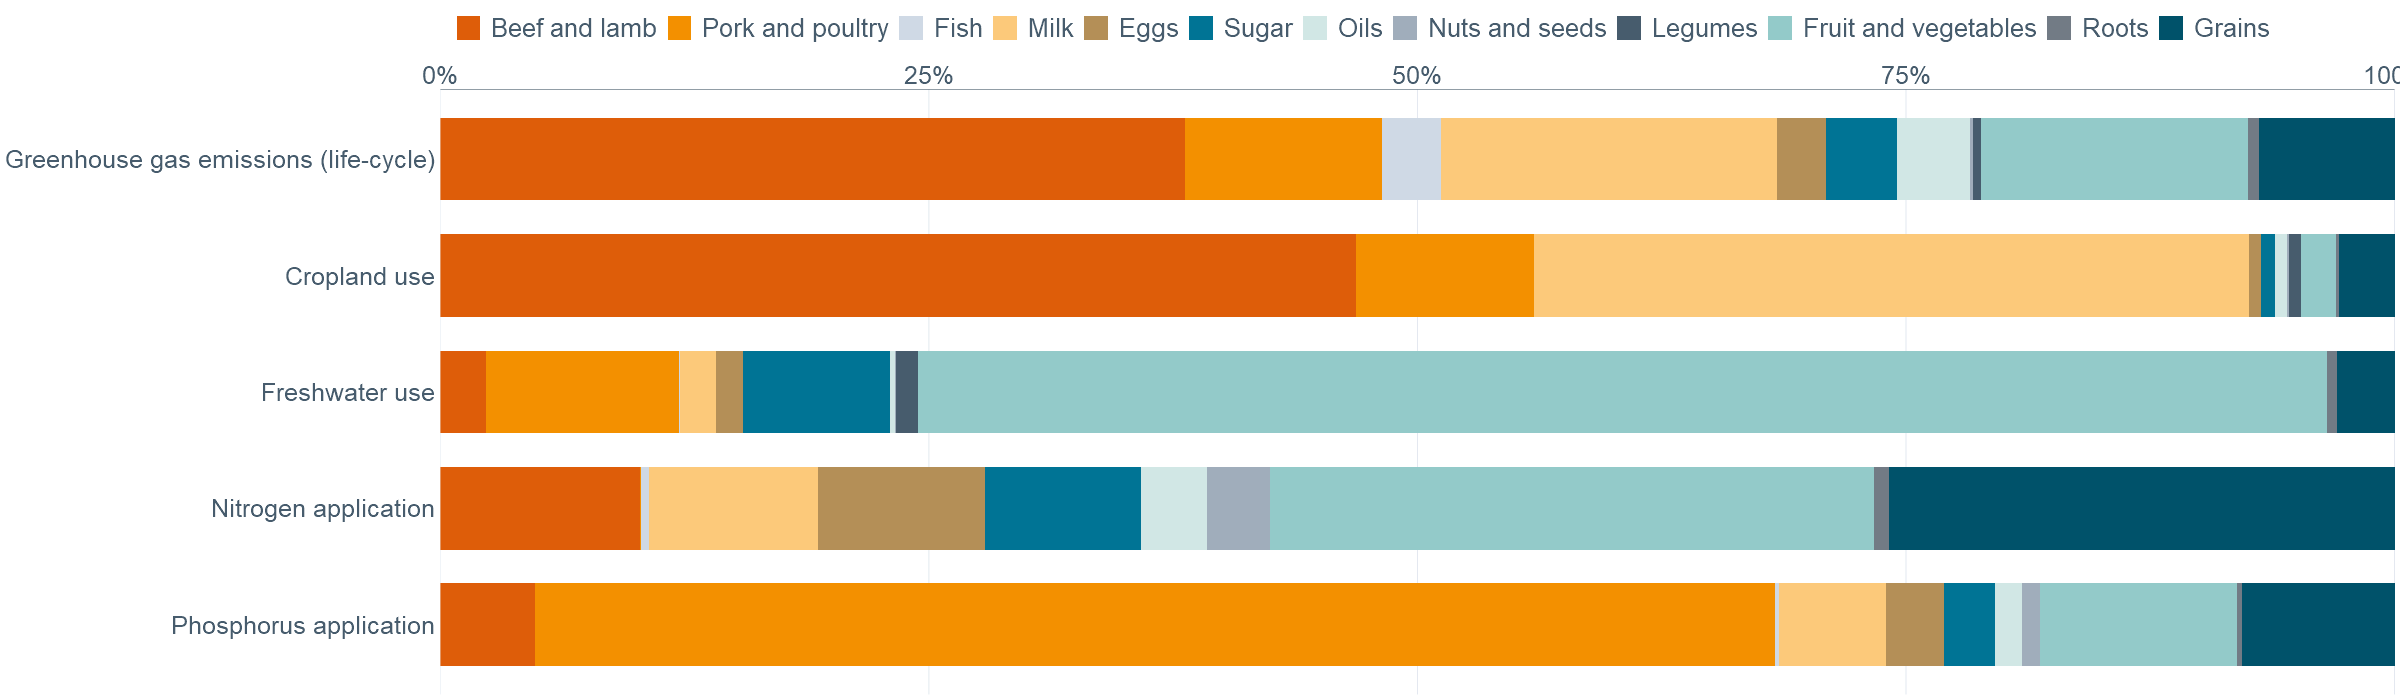 Beef and lamb Pork and poultry Fish Milk Eggs Sugar Oils Nuts and seeds Legumes Fruit and vegetables Roots Grains
0% 25% 50% 75% 100
Greenhouse gas emissions (life-cycle)
Cropland use
Freshwater use
Nitrogen application
Phosphorus application